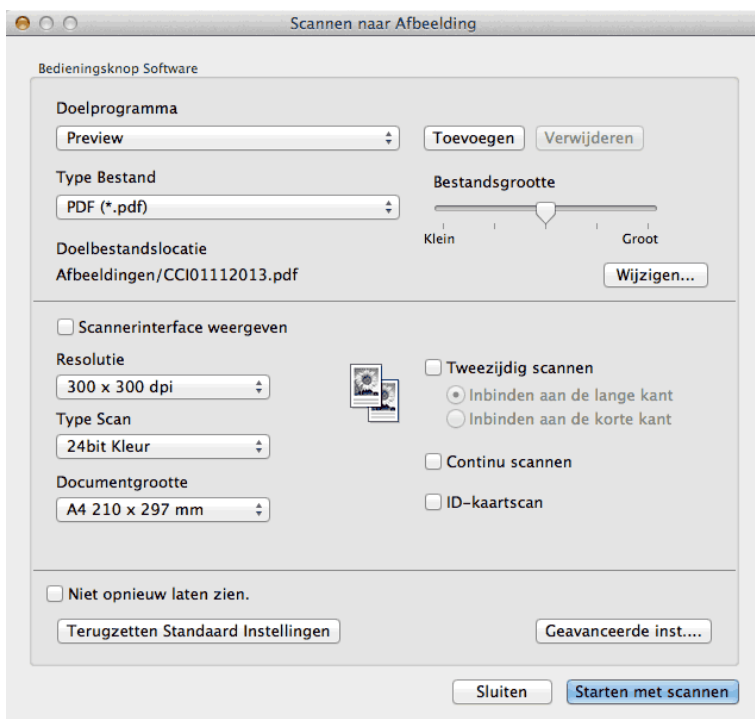 Scannen naar Afbeelding
Bedieningsknop Software
Doelprogramma
Preview
Toevoegen
Verwijderen
Type Bestand
Bestandsgrootte
PDF (*.pdf)
Klein
Groot
Doelbestandslocatie
Afbeeldingen/CCI01112013.pdf
Wijzigen...
Scannerinterface weergeven
Resolutie
300 x 300 dpi
Type Scan
24bit Kleur
Documentgrootte
A4 210 x 297 mm
Tweezijdig scannen
Inbinden aan de lange kant
Inbinden aan de korte kant
Continu scannen
ID-kaartscan
Niet opnieuw laten zien.
Terugzetten Standaard Instellingen
Geavanceerde inst....
Sluiten
Starten met scannen